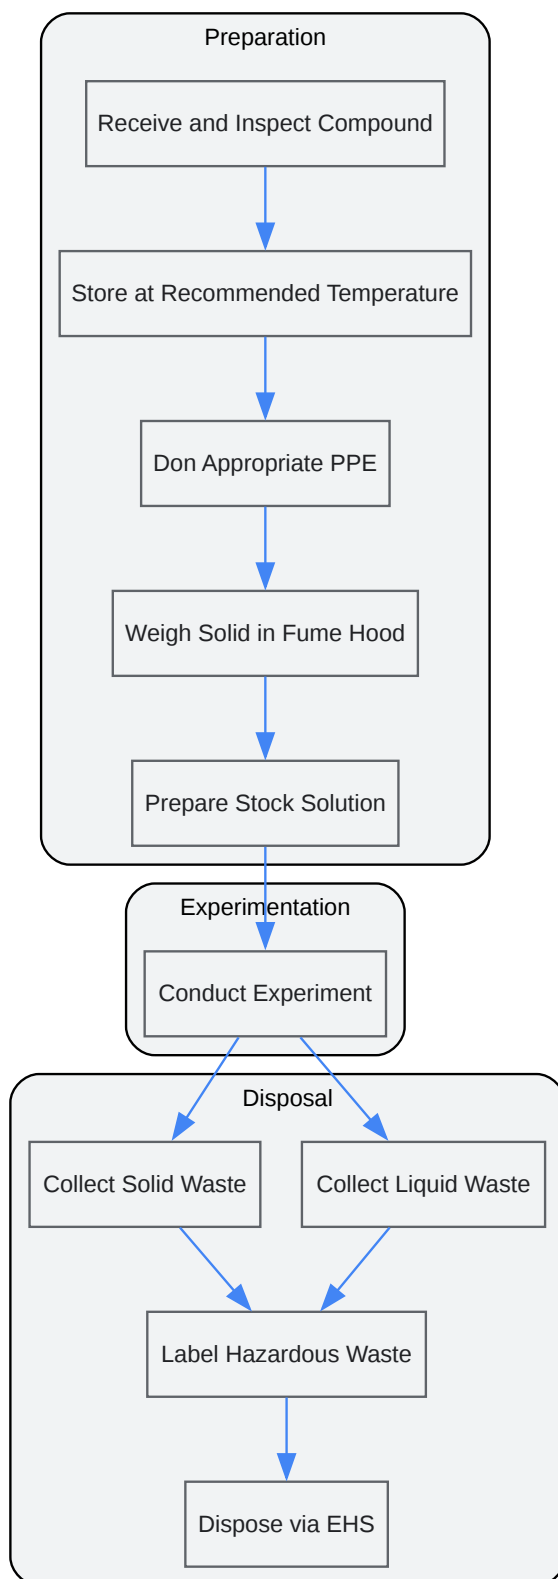 Preparation
Receive and Inspect Compound
Store at Recommended Temperature
Don Appropriate PPE
Weigh Solid in Fume Hood
Prepare Stock Solution
Experimentation
Conduct Experiment
Disposal
Collect Solid Waste
Collect Liquid Waste
Label Hazardous Waste
Dispose via EHS